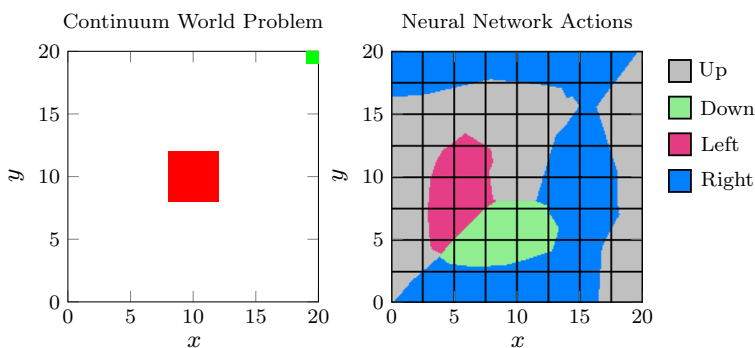 Continuum World Problem
Neural Network Actions
20
15
10
5
0
y
0 5 10 15 20
x
20
15
10
5
0
y
0 5 10 15 20
x
Up
Down
Left
Right